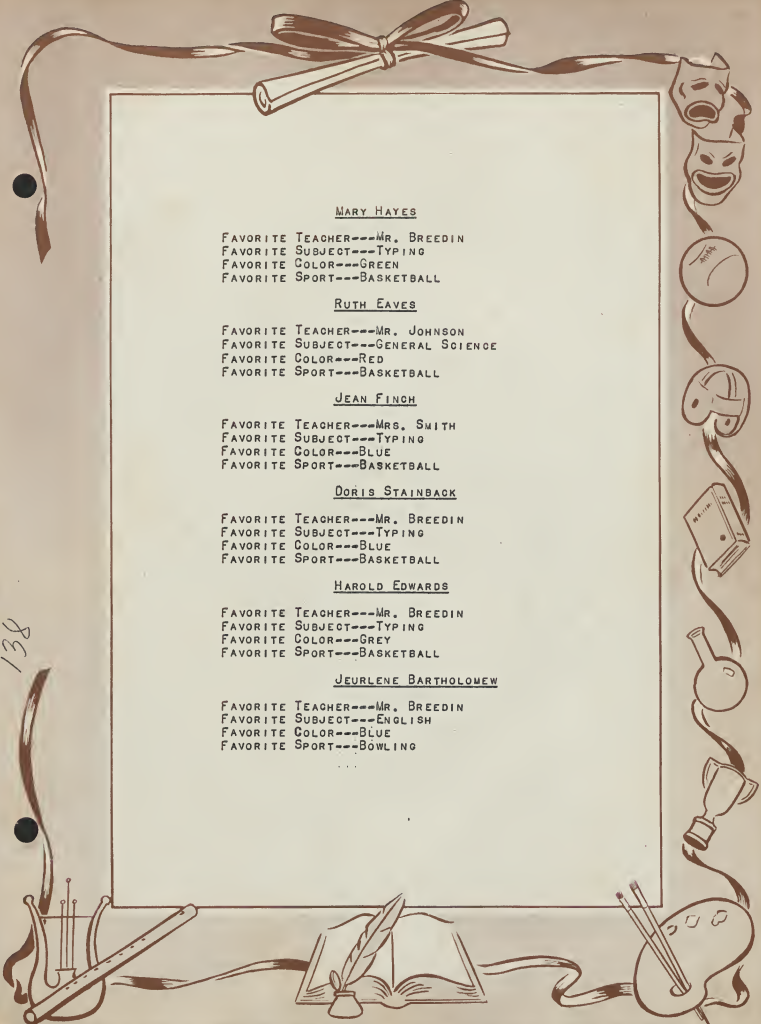 MARY HAYES
FAVORITE TEACHER---MR. BREEDIN
FAVORITE SUBJECT---TYPING
FAVORITE COLOR---GREEN
FAVORITE SPORT---BASKETBALL
RUTH EAVES
FAVORITE TEACHER---MR. JOHNSON
FAVORITE SUBJECT---GENERAL SCIENCE
FAVORITE COLOR---RED
FAVORITE SPORT---BASKETBALL
JEAN FINCH
FAVORITE TEACHER---MRS. SMITH
FAVORITE SUBJECT---TYPING
FAVORITE COLOR---BLUE
FAVORITE SPORT---BASKETBALL
DORIS STAINBACK
FAVORITE TEACHER---MR. BREEDIN
FAVORITE SUBJECT---TYPING
FAVORITE COLOR---BLUE
FAVORITE SPORT---BASKETBALL
HAROLD EDWARDS
FAVORITE TEACHER---MR. BREEDIN
FAVORITE SUBJECT---TYPING
FAVORITE COLOR---GREY
FAVORITE SPORT---BASKETBALL
JEURLENE BARTHOLOMEW
FAVORITE TEACHER---MR. BREEDIN
FAVORITE SUBJECT---ENGLISH
FAVORITE COLOR---BLUE
FAVORITE SPORT---BOWLING
...
138